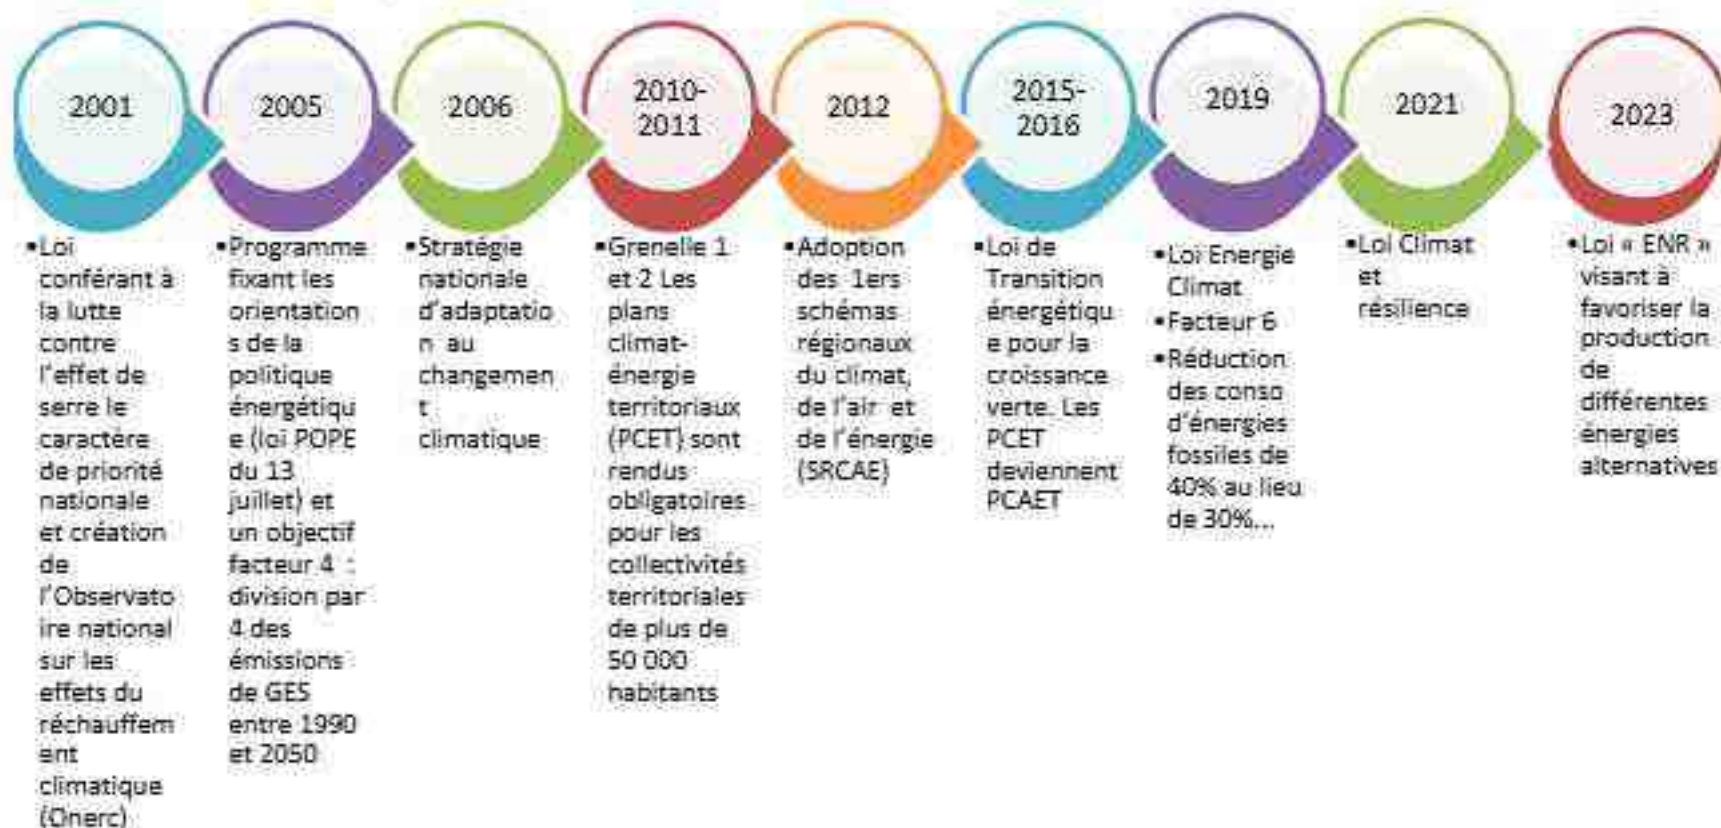 2001
•Loi
conférant à
la lutte
contre
l'effet de
serre le
caractère
de priorité
nationale
et création
de
l'Observato
ire national
sur les
effets du
réchauffem
ent
climatique
(Onerc)
2005
•Programme
fixant les
orientation
s de la
politique
énergétiqu
e (loi POPE
du 13
juillet) et
un objectif
facteur 4 :
division par
4 des
émissions
de GES
entre 1990
et 2050
2006
•Stratégie
nationale
d'adaptatio
n au
changemen
t
climatique
2010-
2011
•Grenelle 1
et 2 Les
plans
climat-
énergie
territoriaux
(PCET) sont
rendus
obligatoires
pour les
collectivités
territoriales
de plus de
50 000
habitants
2012
•Adoption
des 1ers
schémas
régionaux
du climat,
de l'air et
de l'énergie
(SRCAE)
2015-
2016
•Loi de
Transition
énergétiqu
e pour la
croissance
verte. Les
PCET
deviennent
PCAET
2019
•Loi Energie
Climat
•Facteur 6
•Réduction
des conso
d'énergies
fossiles de
40% au lieu
de 30%...
2021
•Loi Climat
et
résilience
2023
•Loi « ENR »
visant à
favoriser la
production
de
différentes
énergies
alternatives